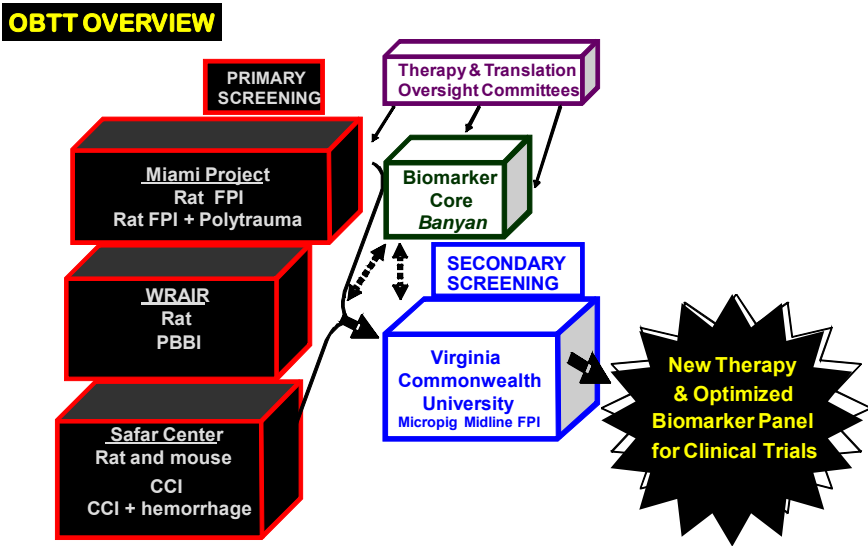 OBTT OVERVIEW
PRIMARY
SCREENING
Therapy & Translation
Oversight Committees
Miami Project
Rat FPI
Rat FPI + Polytrauma
Biomarker
Core
Banyan
WRAIR
Rat
PBBI
SECONDARY
SCREENING
Virginia
Commonwealth
University
Micropig Midline FPI
Safar Center
Rat and mouse
CCI
CCI + hemorrhage
New Therapy
& Optimized
Biomarker Panel
for Clinical Trials